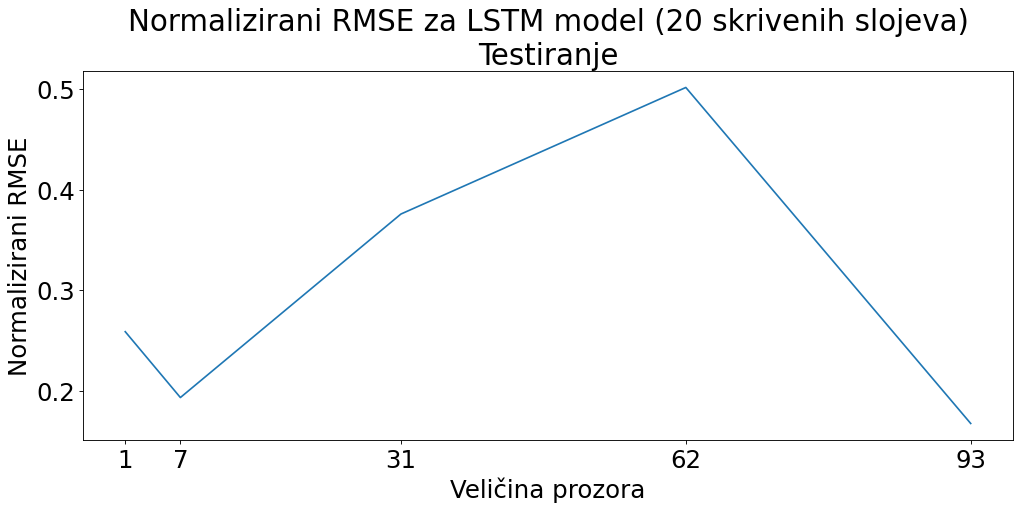 Normalizirani RMSE za LSTM model (20 skrivenih slojeva)
Testiranje
Normalizirani RMSE
0.5
0.4
0.3
0.2
1 7 31 62 93
Veličina prozora